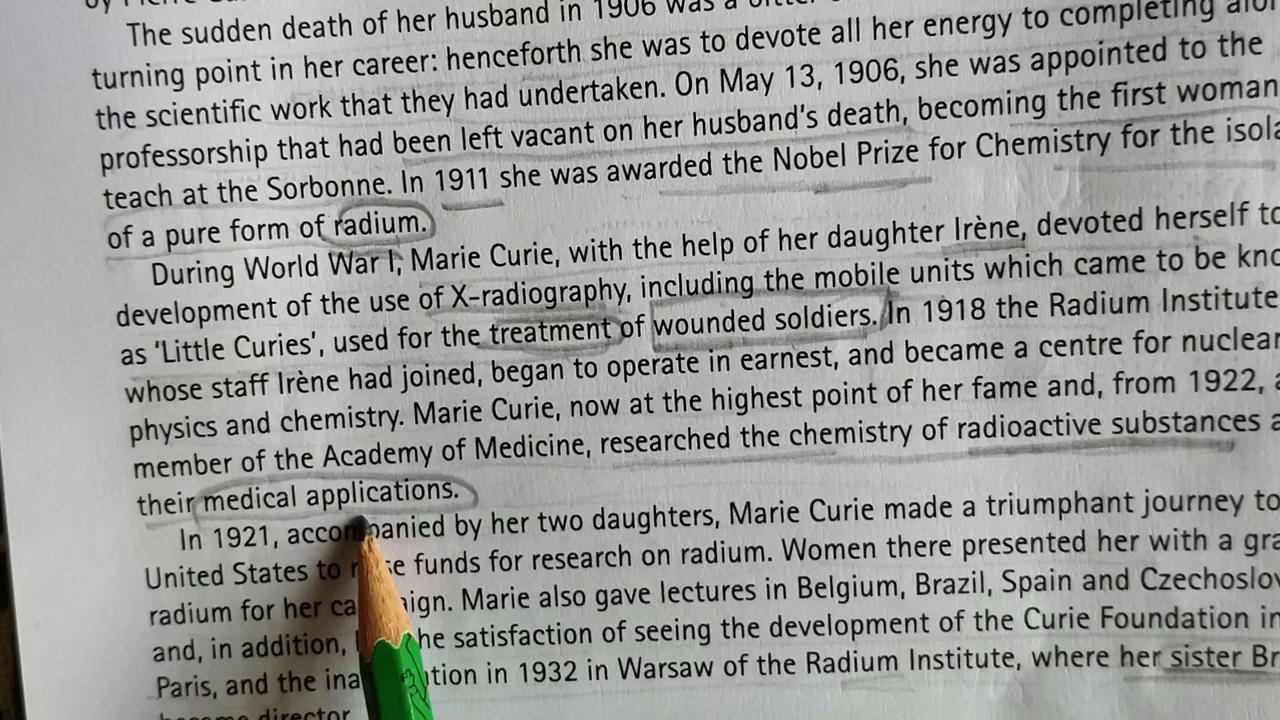 The sudden death of her husband in 1906 was a
turning point in her career: henceforth she was to devote all her energy to completing
the scientific work that they had undertaken. On May 13, 1906, she was appointed to the
professorship that had been left vacant on her husband's death, becoming the first woman
teach at the Sorbonne. In 1911 she was awarded the Nobel Prize for Chemistry for the
of a pure form of radium.
During World War I, Marie Curie, with the help of her daughter Irène, devoted herself
development of the use of X-radiography, including the mobile units which came to be
as 'Little Curies', used for the treatment of wounded soldiers. In 1918 the Radium Institute
whose staff Irène had joined, began to operate in earnest, and became a centre for nuclear
physics and chemistry. Marie Curie, now at the highest point of her fame and, from 1922,
member of the Academy of Medicine, researched the chemistry of radioactive substances
their medical applications.
In 1921, accompanied by her two daughters, Marie Curie made a triumphant journey to
United States to funds for research on radium. Women there presented her with a
radium for her Marie also gave lectures in Belgium, Brazil, Spain and
and, in addition, the satisfaction of seeing the development of the Curie Foundation in
Paris, and the in 1932 in Warsaw of the Radium Institute, where her sister
director